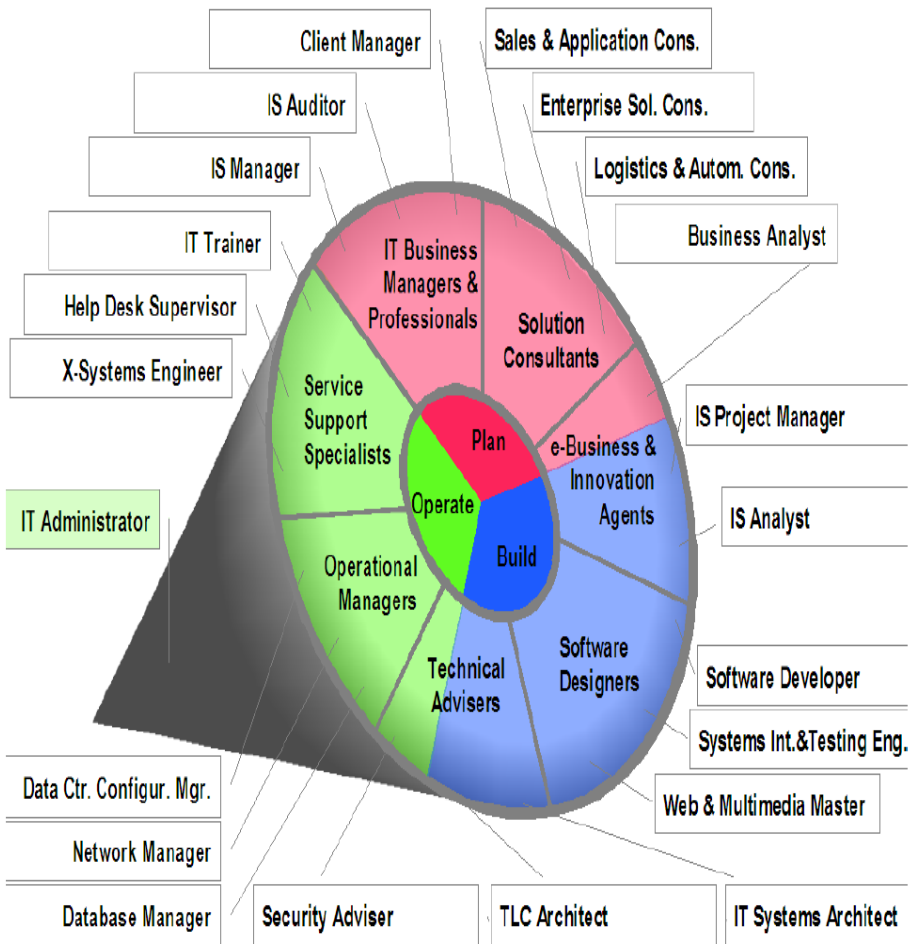 Client Manager
Sales & Application Cons.
IS Auditor
Enterprise Sol. Cons.
IS Manager
Logistics & Autom. Cons.
IT Trainer
Business Analyst
Help Desk Supervisor
X-Systems Engineer
IS Project Manager
IT Administrator
IS Analyst
IT Business
Managers &
Professionals
Solution
Consultants
Service
Support
Specialists
Plan
e-Business &
Innovation
Agents
Operate
Build
Operational
Managers
Technical
Advisers
Software
Designers
Software Developer
Systems Int.&Testing Eng.
Web & Multimedia Master
Data Ctr. Configur. Mgr.
Network Manager
Database Manager
Security Adviser
TLC Architect
IT Systems Architect